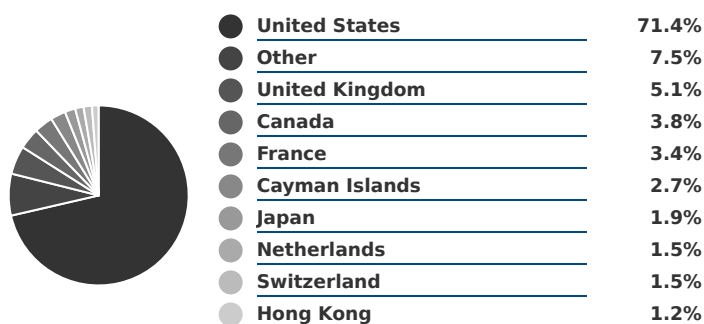 United States 71.4%
Other 7.5%
United Kingdom 5.1%
Canada 3.8%
France 3.4%
Cayman Islands 2.7%
Japan 1.9%
Netherlands 1.5%
Switzerland 1.5%
Hong Kong 1.2%